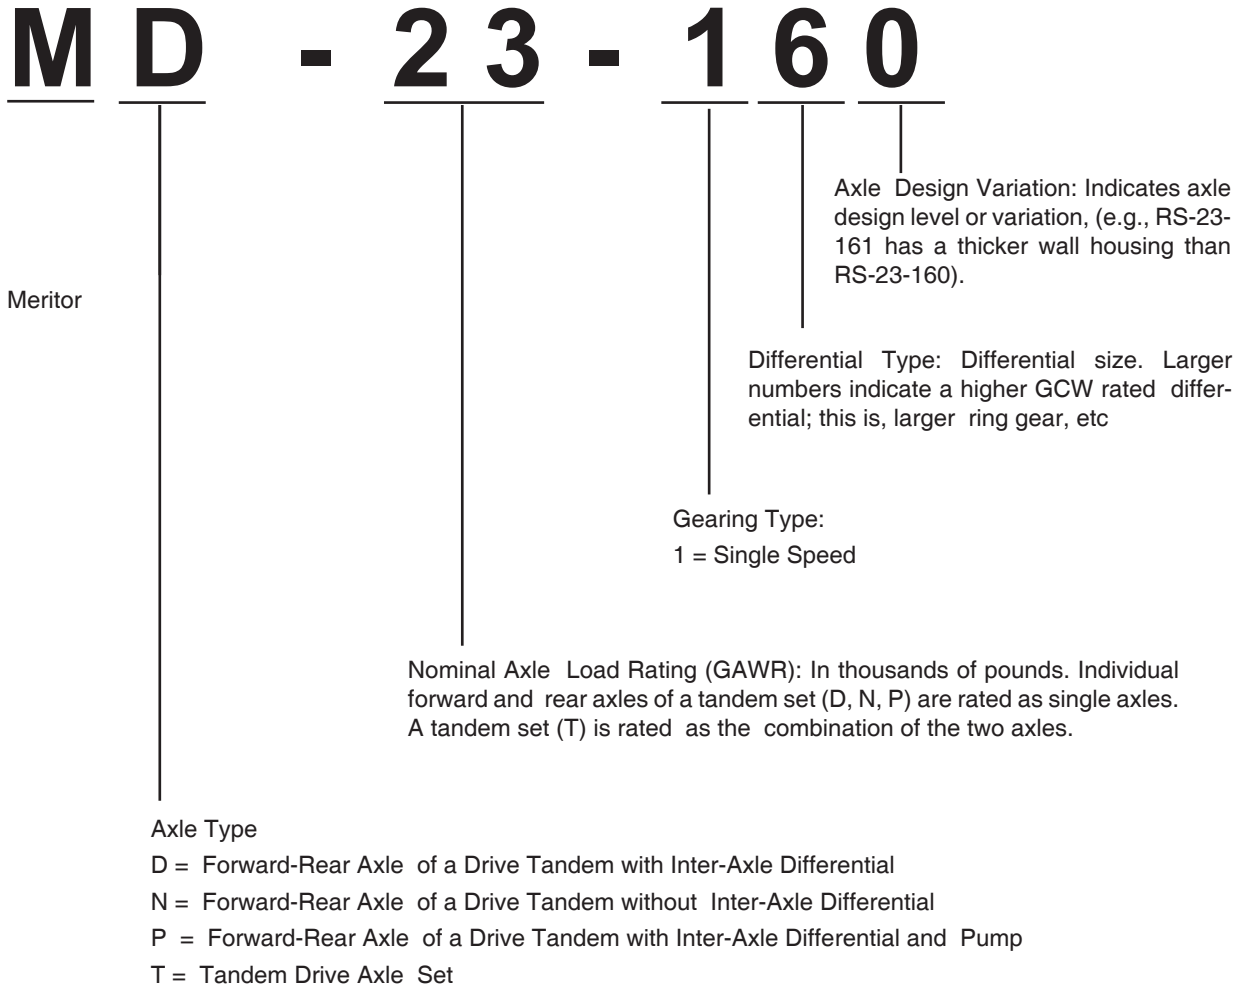 MD - 23 - 160
Axle Design Variation: Indicates axle
design level or variation, (e.g., RS-23-
161 has a thicker wall housing than
RS-23-160).
Meritor
Differential Type: Differential size. Larger
numbers indicate a higher GCW rated differ-
ential; this is, larger ring gear, etc
Gearing Type:
1 = Single Speed
Nominal Axle Load Rating (GAWR): In thousands of pounds. Individual
forward and rear axles of a tandem set (D, N, P) are rated as single axles.
A tandem set (T) is rated as the combination of the two axles.
Axle Type
D = Forward-Rear Axle of a Drive Tandem with Inter-Axle Differential
N = Forward-Rear Axle of a Drive Tandem without Inter-Axle Differential
P = Forward-Rear Axle of a Drive Tandem with Inter-Axle Differential and Pump
T = Tandem Drive Axle Set